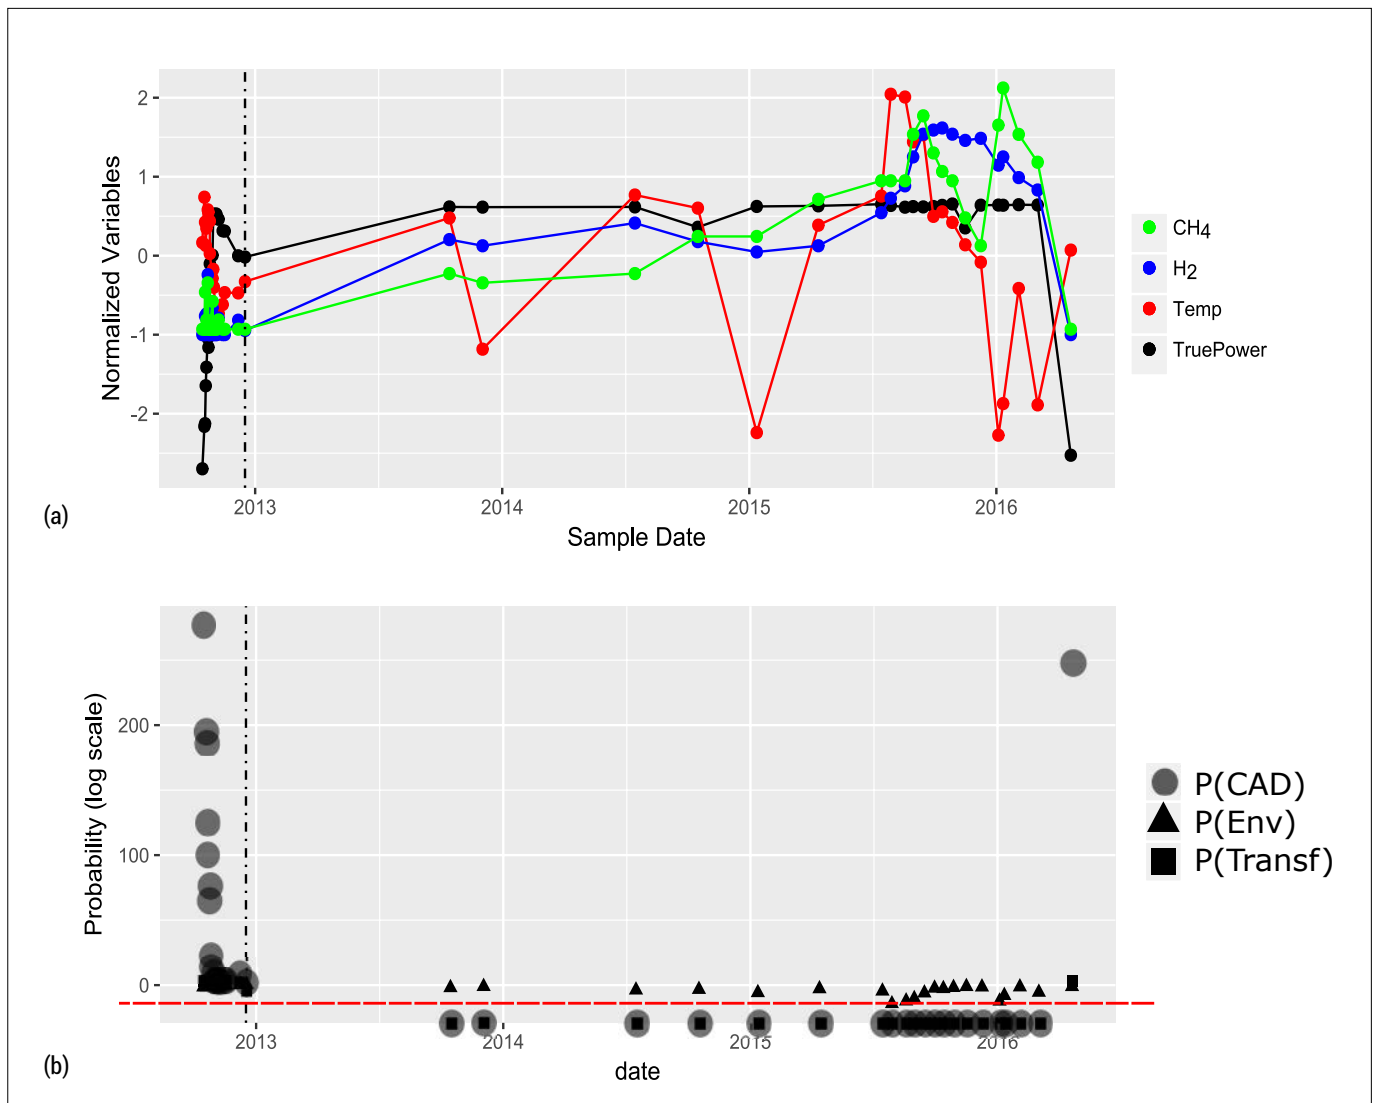 2
1
0
-1
-2
Normalized Variables
2013 2014 2015 2016
Sample Date
(a)
CH4
H2
Temp
TruePower
200
100
0
Probability (log scale)
2013 2014 2015 2016
date
(b)
P(CAD)
P(Env)
P(Transf)